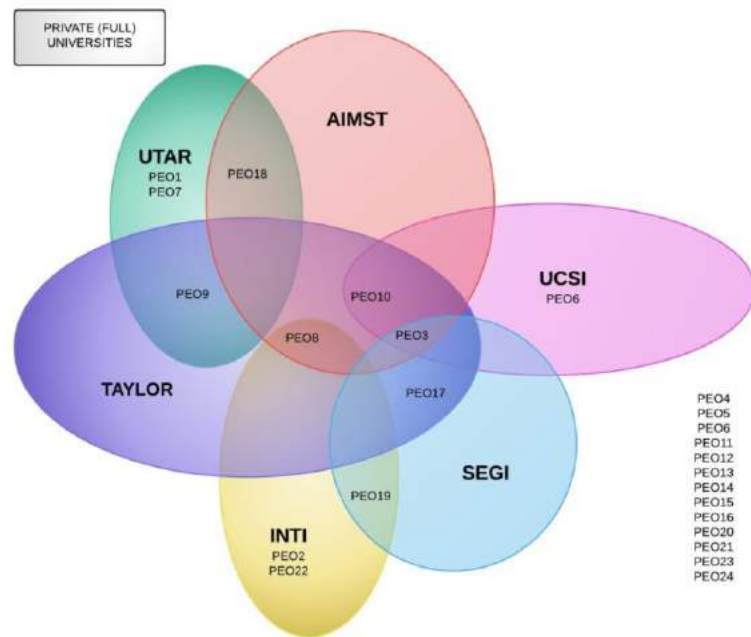 PRIVATE (FULL)
UNIVERSITIES
AIMST
UTAR
PEO1
PEO7
PEO18
UCSI
PEO6
PEO9
PEO10
PEO8
PEO3
TAYLOR
PEO17
SEGI
PEO19
INTI
PEO2
PEO22
PEO4
PEO5
PEO6
PEO11
PEO12
PEO13
PEO14
PEO15
PEO16
PEO20
PEO21
PEO23
PEO24